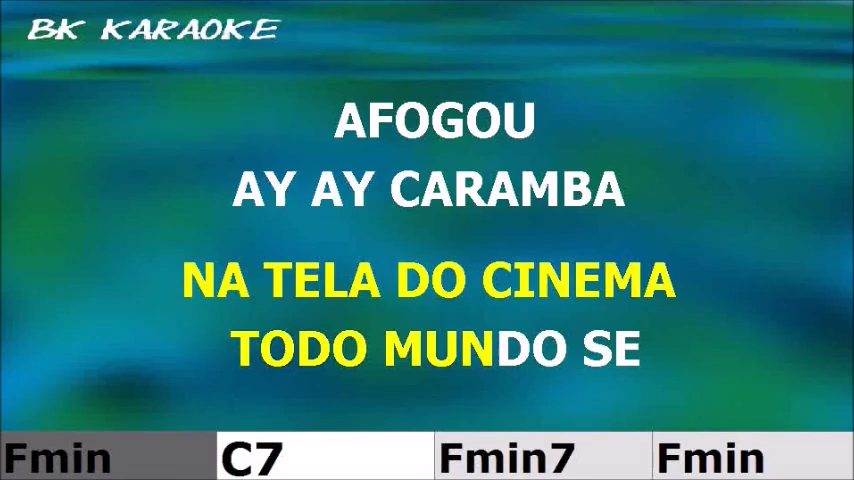 BK KARAOKE
AFOGOU
AY AY CARAMBA
NA TELA DO CINEMA
TODO MUNDO SE
Fmin C7 Fmin7 Fmin